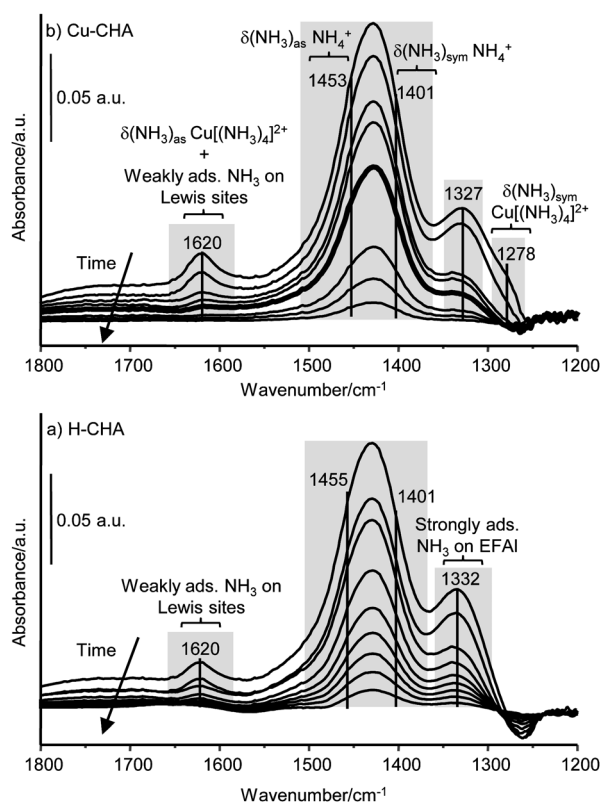 b) Cu-CHA
0.05 a.u.
δ(NH₃)ₐₛ NH₄⁺
δ(NH₃)ₛᵧₘ NH₄⁺
1453
1401
δ(NH₃)ₐₛ Cu[(NH₃)₄]²⁺
+
Weakly ads. NH₃ on
Lewis sites
1620
1327
δ(NH₃)ₛᵧₘ
Cu[(NH₃)₄]²⁺
1278
Time
Absorbance/a.u.
1800 1700 1600 1500 1400 1300 1200
Wavenumber/cm⁻¹
a) H-CHA
0.05 a.u.
1455
1401
Strongly ads.
NH₃ on EFAl
1332
Weakly ads. NH₃ on
Lewis sites
1620
Time
Absorbance/a.u.
1800 1700 1600 1500 1400 1300 1200
Wavenumber/cm⁻¹